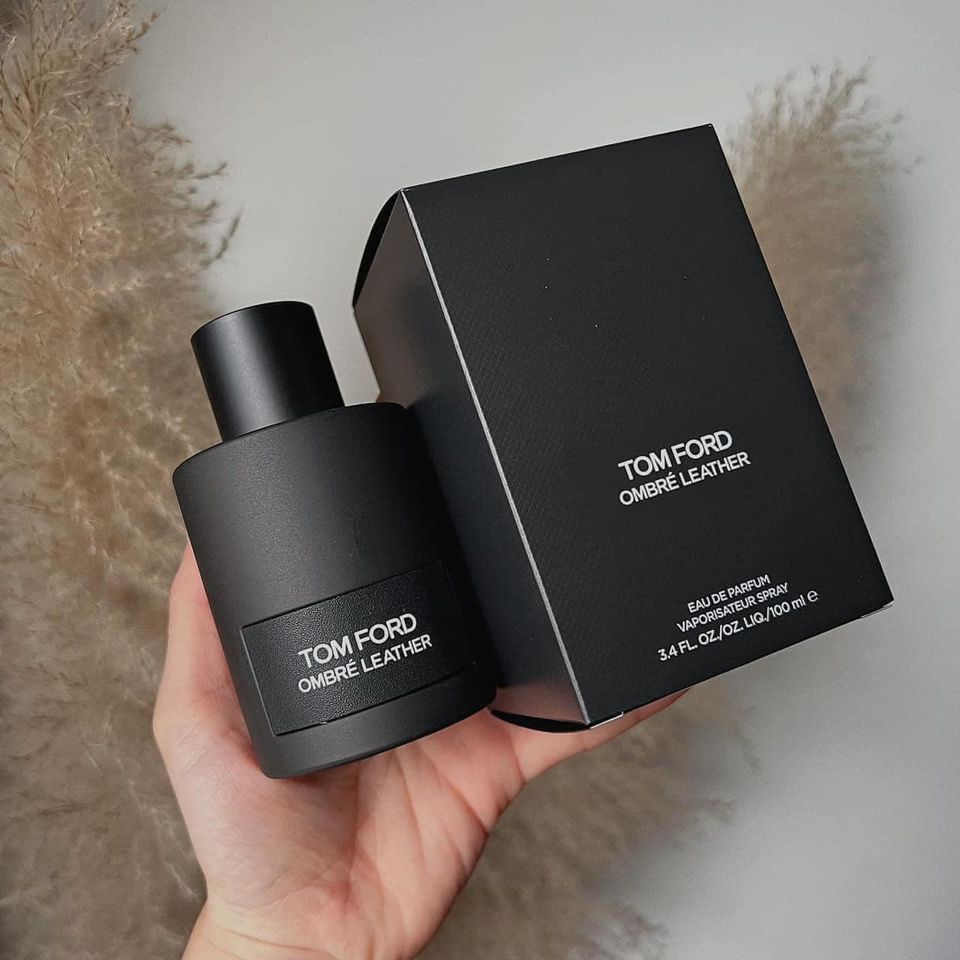 TOM FORD
OMBRÉ LEATHER
TOM FORD
OMBRÉ LEATHER
EAU DE PARFUM
VAPORISATEUR SPRAY
3.4 FL. OZ./OZ. LIQ./100 ml ℮